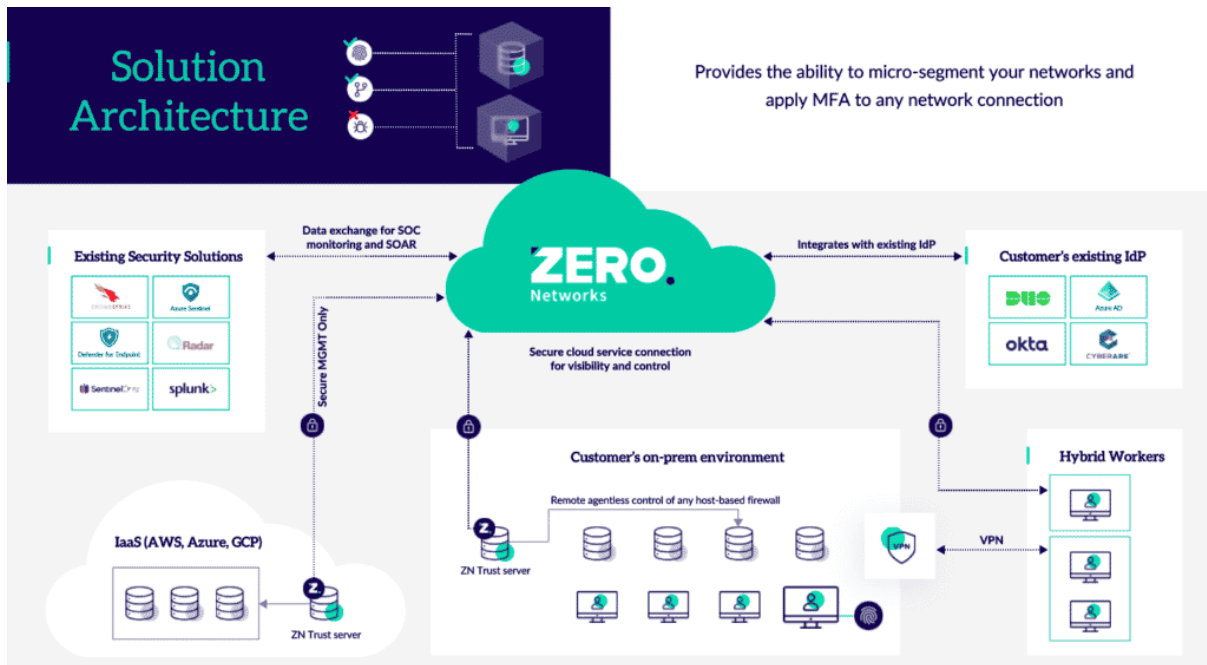 Solution
Architecture
Provides the ability to micro-segment your networks and
apply MFA to any network connection
Data exchange for SOC
monitoring and SOAR
Existing Security Solutions
CROWDSTRIKE
Azure Sentinel
Defender for Endpoint
Radar
SentinelOne
splunk>
ZERO.
Networks
Integrates with existing IdP
Customer's existing IdP
DUO
Azure AD
okta
CYBERARK
Secure MGMT Only
Secure cloud service connection
for visibility and control
Customer's on-prem environment
Remote agentless control of any host-based firewall
Z
ZN Trust server
VPN
VPN
Hybrid Workers
IaaS (AWS, Azure, GCP)
Z
ZN Trust server